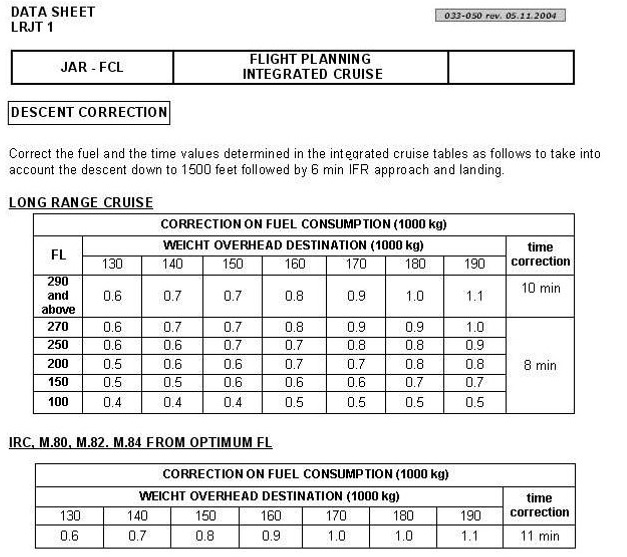 DATA SHEET
LRJT 1
033-050 rev. 05.11.2004
JAR - FCL
FLIGHT PLANNING
INTEGRATED CRUISE
DESCENT CORRECTION
Correct the fuel and the time values determined in the integrated cruise tables as follows to take into
account the descent down to 1500 feet followed by 6 min IFR approach and landing.
LONG RANGE CRUISE
CORRECTION ON FUEL CONSUMPTION (1000 kg)
FL
WEICHT OVERHEAD DESTINATION (1000 kg)
time
correction
130 140 150 160 170 180 190
290
and
above
0.6 0.7 0.7 0.8 0.9 1.0 1.1
10 min
270 0.6 0.7 0.7 0.8 0.9 0.9 1.0
250 0.6 0.6 0.7 0.7 0.8 0.8 0.9
200 0.5 0.6 0.6 0.7 0.7 0.8 0.8 8 min
150 0.5 0.5 0.6 0.6 0.6 0.7 0.7
100 0.4 0.4 0.4 0.5 0.5 0.5 0.5
IRC, M.80, M.82. M.84 FROM OPTIMUM FL
CORRECTION ON FUEL CONSUMPTION (1000 kg)
WEICHT OVERHEAD DESTINATION (1000 kg)
time
correction
130 140 150 160 170 180 190
0.6 0.7 0.8 0.9 1.0 1.0 1.1 11 min